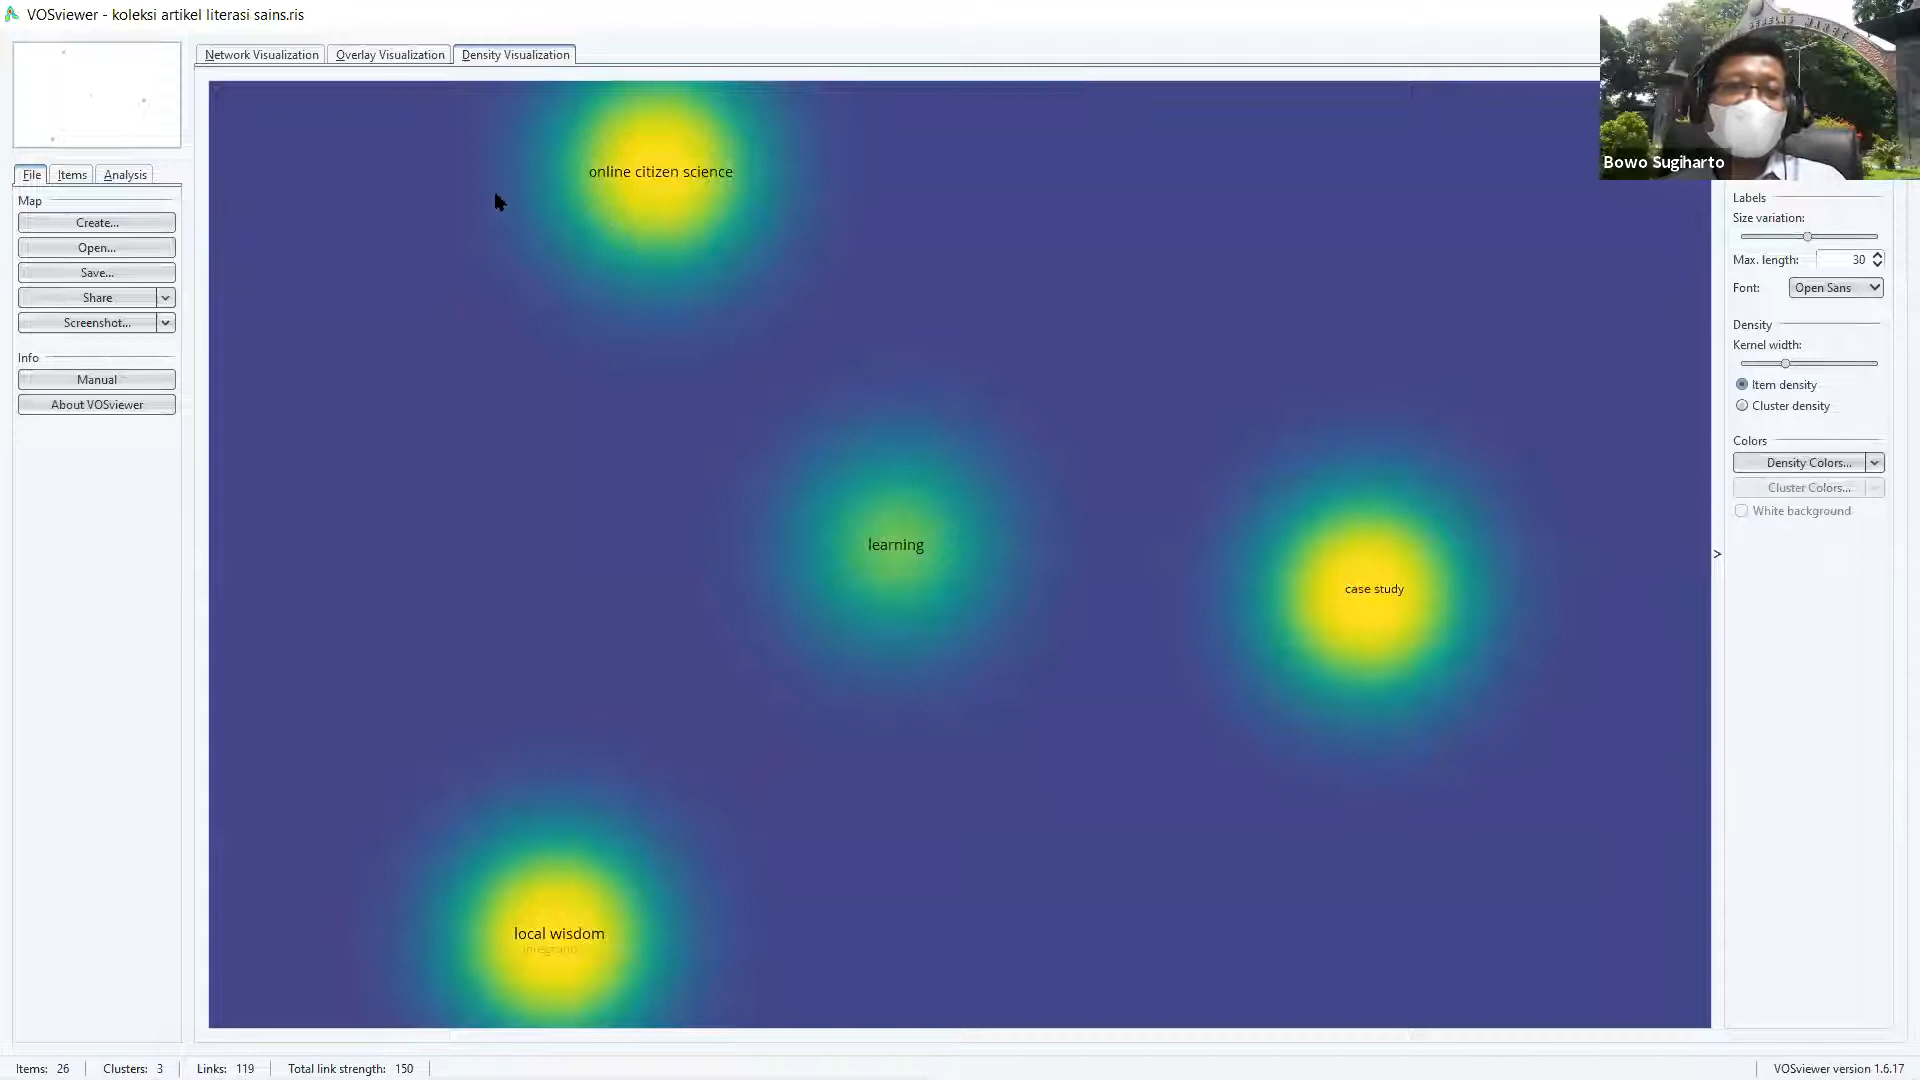 VOSviewer - koleksi artikel literasi sains.ris
Network Visualization
Overlay Visualization
Density Visualization
SEBELAS MARET
Bowo Sugiharto
File
Items
Analysis
Map
Create...
Open...
Save...
Share
Screenshot...
Info
Manual
About VOSviewer
online citizen science
learning
case study
local wisdom
Labels
Size variation:
Max. length: 30
Font: Open Sans
Density
Kernel width:
Item density
Cluster density
Colors
Density Colors...
Cluster Colors...
White background
>
Items: 26
Clusters: 3
Links: 119
Total link strength: 150
VOSviewer version 1.6.17